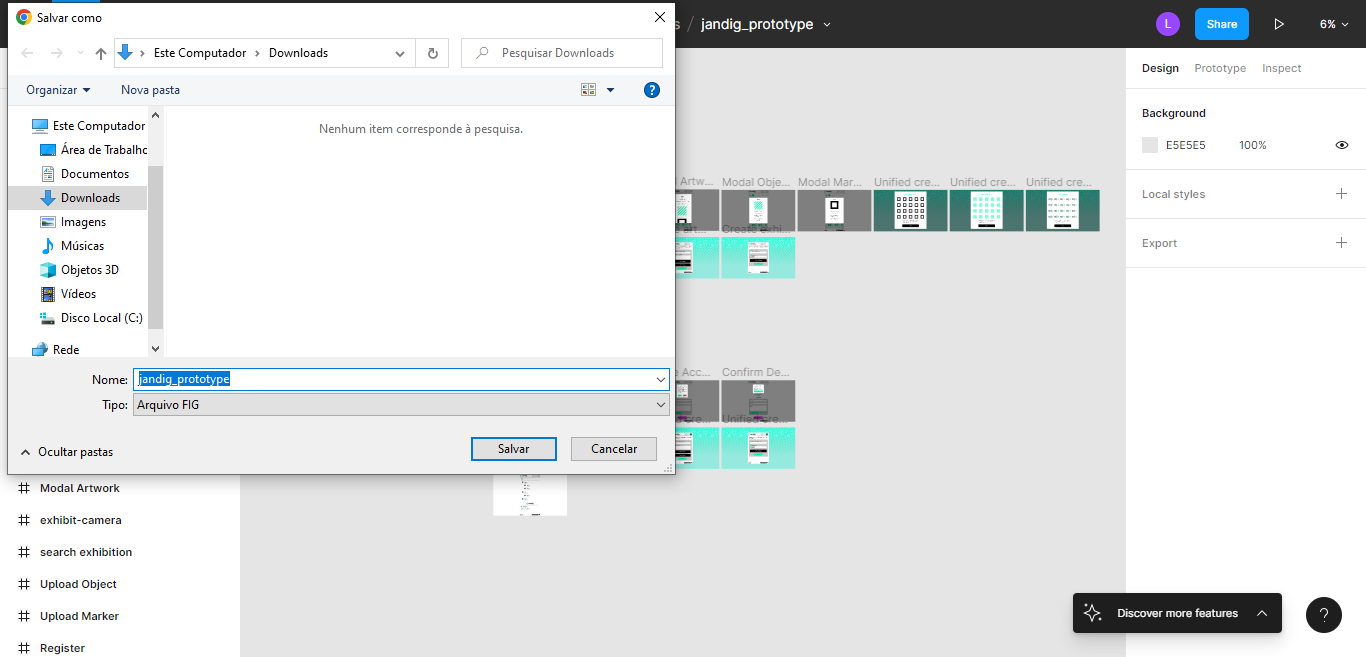 Salvar como
jandig_prototype
L
Share
6%
Este Computador
Downloads
Pesquisar Downloads
Organizar
Nova pasta
?
Este Computador
Área de Trabalho
Documentos
Downloads
Imagens
Músicas
Objetos 3D
Vídeos
Disco Local (C:)
Rede
Nenhum item corresponde à pesquisa.
Nome: jandig_prototype
Tipo: Arquivo FIG
Ocultar pastas
Salvar
Cancelar
Modal Artwork
exhibit-camera
search exhibition
Upload Object
Upload Marker
Register
Artw...
Modal Obje...
Modal Mar...
Unified cre...
Unified cre...
Unified cre...
art
Create exhi...
Acc...
Confirm De...
cre...
Unified cre...
Design
Prototype
Inspect
Background
E5E5E5
100%
Local styles
Export
Discover more features
?